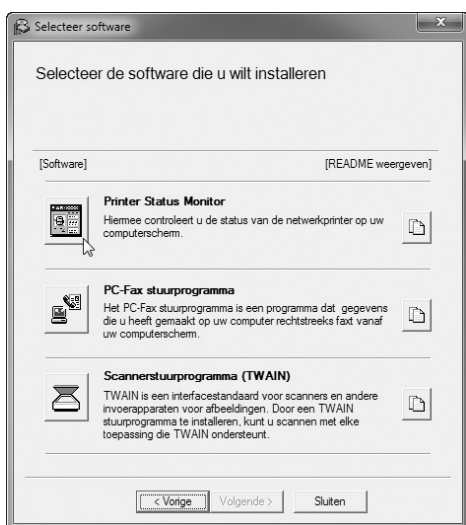 Selecteer software
Selecteer de software die u wilt installeren
[Software] [README weergeven]
Printer Status Monitor
Hiermee controleert u de status van de netwerkprinter op uw
computerscherm.
PC-Fax stuurprogramma
Het PC-Fax stuurprogramma is een programma dat gegevens
die u heeft gemaakt op uw computer rechtstreeks faxt vanaf
uw computerscherm.
Scannerstuurprogramma (TWAIN)
TWAIN is een interfacestandaard voor scanners en andere
invoerapparaten voor afbeeldingen. Door een TWAIN
stuurprogramma te installeren, kunt u scannen met elke
toepassing die TWAIN ondersteunt.
< Vorige Volgende > Sluiten